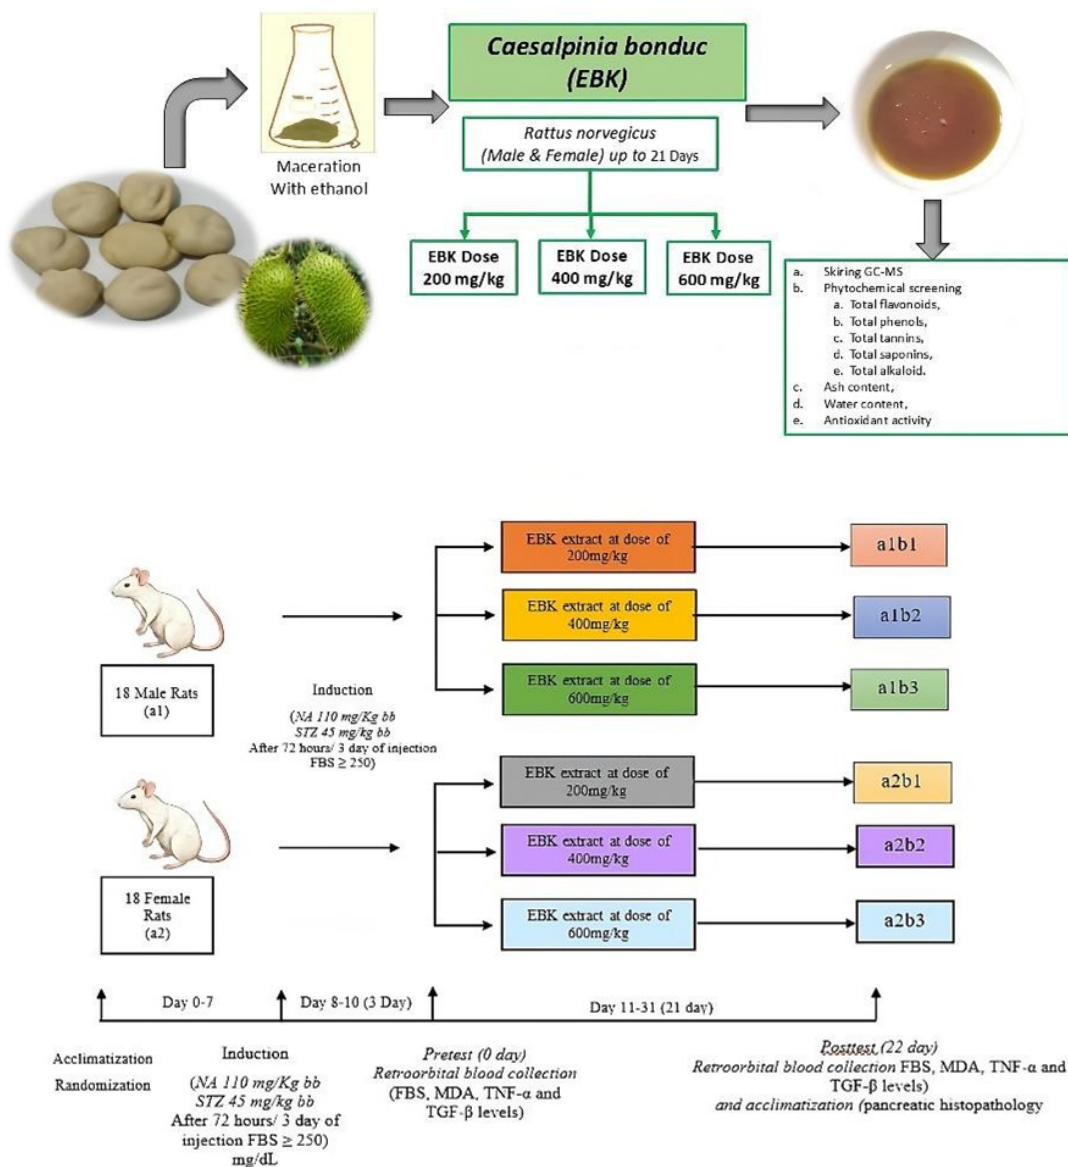 Caesalpinia bonduc
(EBK)
Maceration
With ethanol
Rattus norvegicus
(Male & Female) up to 21 Days
EBK Dose
200 mg/kg
EBK Dose
400 mg/kg
EBK Dose
600 mg/kg
a. Skiring GC-MS
b. Phytochemical screening
a. Total flavonoids,
b. Total phenols,
c. Total tannins,
d. Total saponins,
e. Total alkaloid.
c. Ash content,
d. Water content,
e. Antioxidant activity
18 Male Rats
(a1)
Induction
(NA 110 mg/Kg bb
STZ 45 mg/kg bb
After 72 hours/ 3 day of injection
FBS ≥ 250)
EBK extract at dose of
200mg/kg
a1b1
EBK extract at dose of
400mg/kg
a1b2
EBK extract at dose of
600mg/kg
a1b3
18 Female
Rats
(a2)
EBK extract at dose of
200mg/kg
a2b1
EBK extract at dose of
400mg/kg
a2b2
EBK extract at dose of
600mg/kg
a2b3
Day 0-7
Day 8-10 (3 Day)
Day 11-31 (21 day)
Acclimatization
Randomization
Induction
(NA 110 mg/Kg bb
STZ 45 mg/kg bb
After 72 hours/ 3 day of
injection FBS ≥ 250)
mg/dL
Pretest (0 day)
Retroorbital blood collection
(FBS, MDA, TNF-α and
TGF-β levels)
Posttest (22 day)
Retroorbital blood collection FBS, MDA, TNF-α and
TGF-β levels)
and acclimatization (pancreatic histopathology